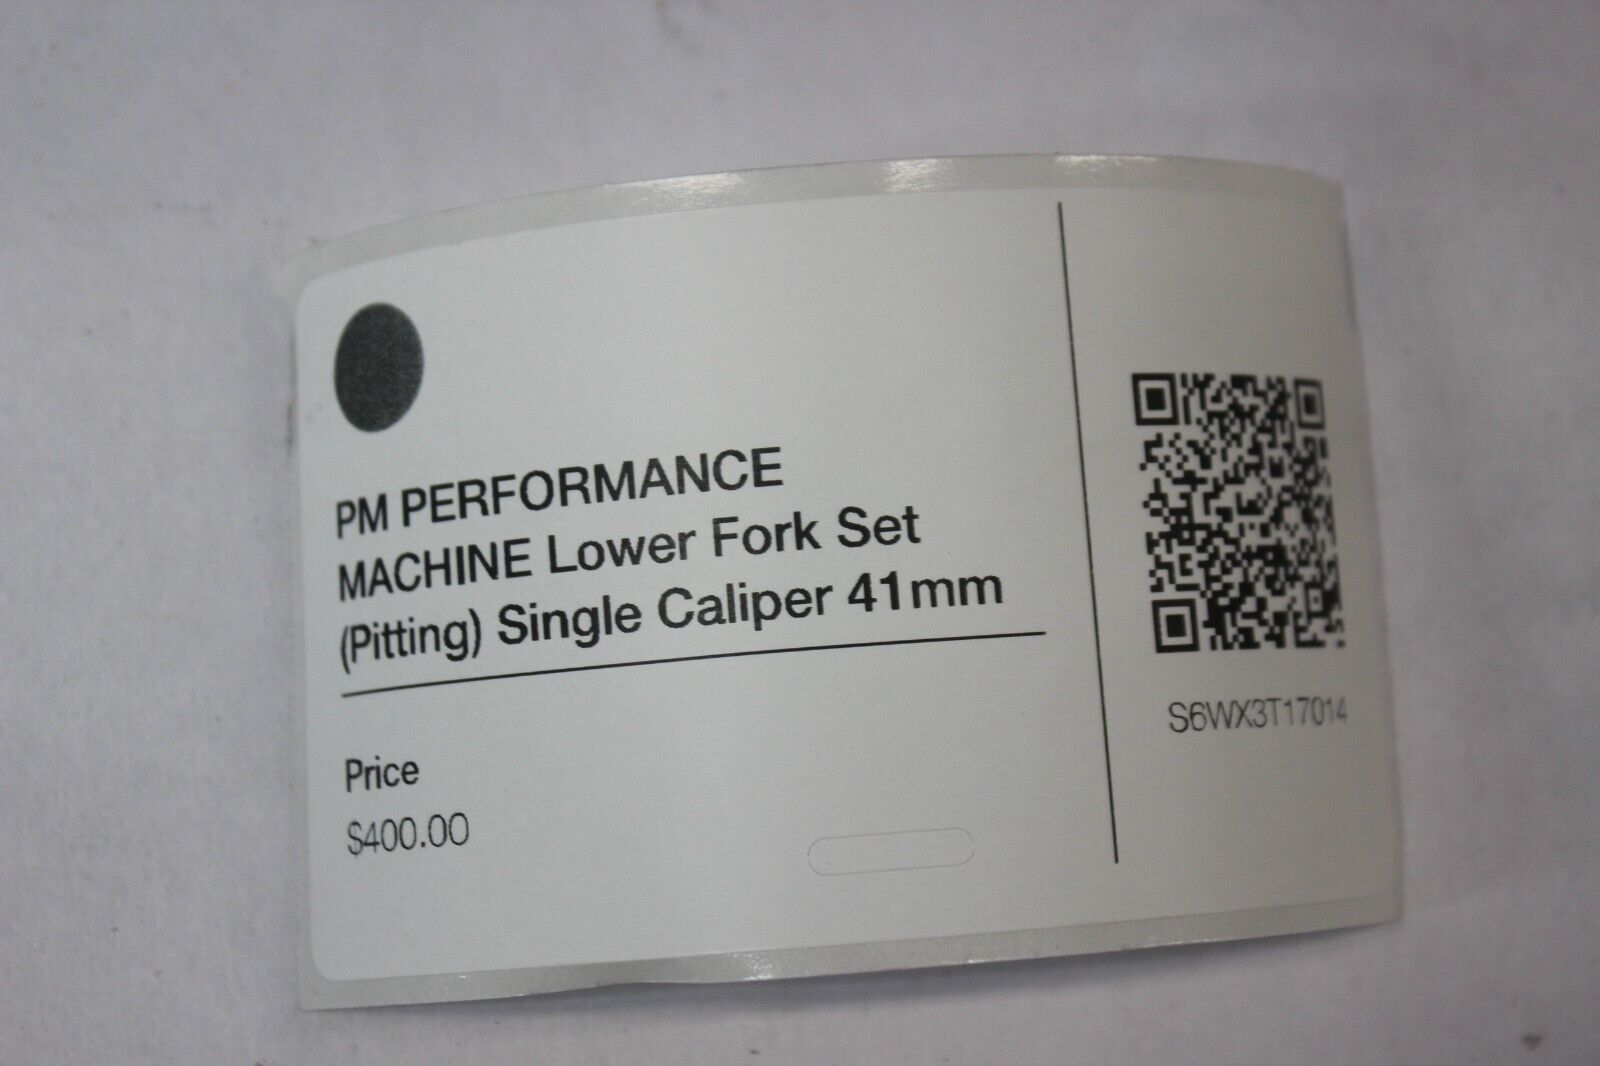 PM PERFORMANCE
MACHINE Lower Fork Set
(Pitting) Single Caliper 41mm
Price
$400.00
S6WX3T17014